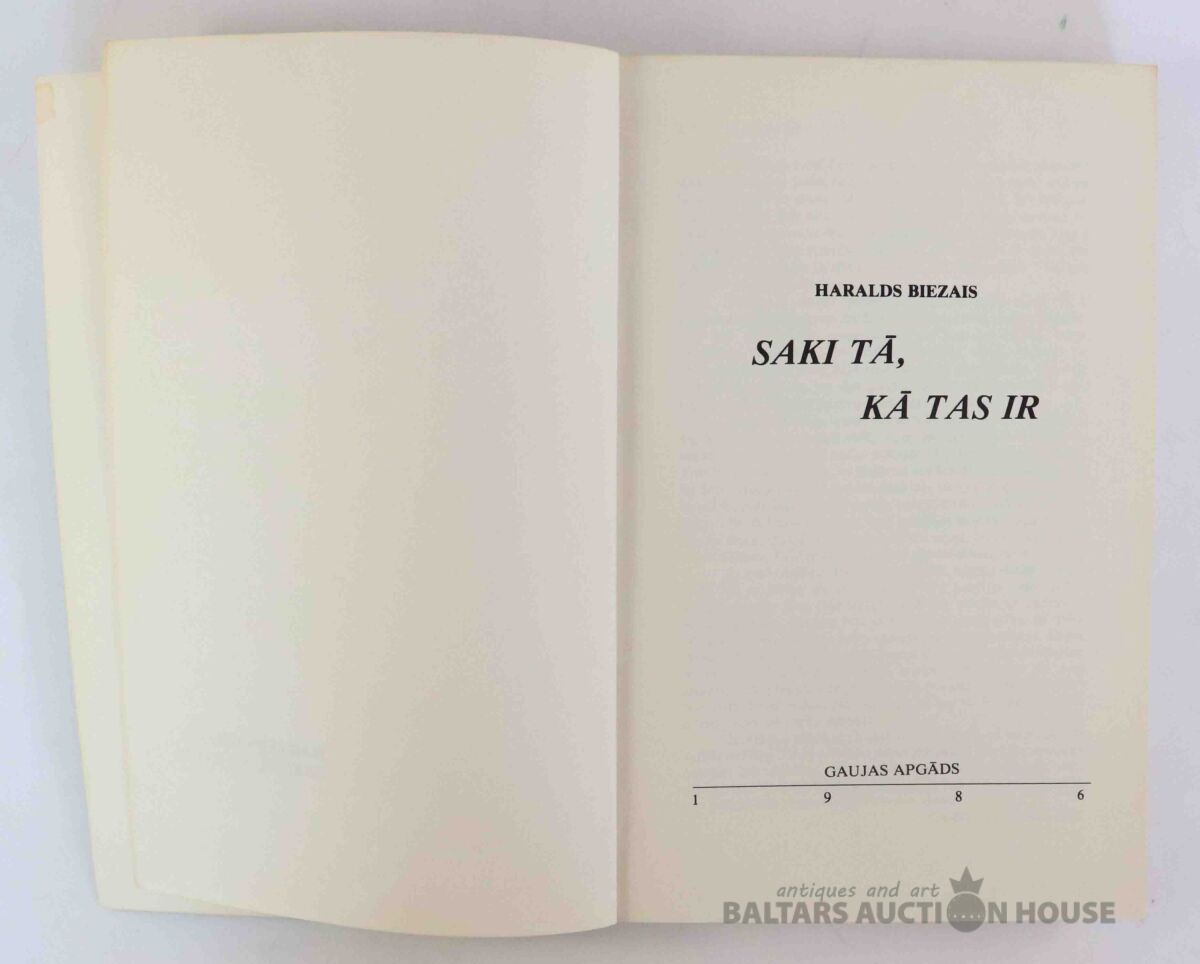 HARALDS BIEZAIS
SAKI TĀ,
KĀ TAS IR
GAUJAS APGĀDS
1 9 8 6
antiques and art
BALTARS AUCTION HOUSE